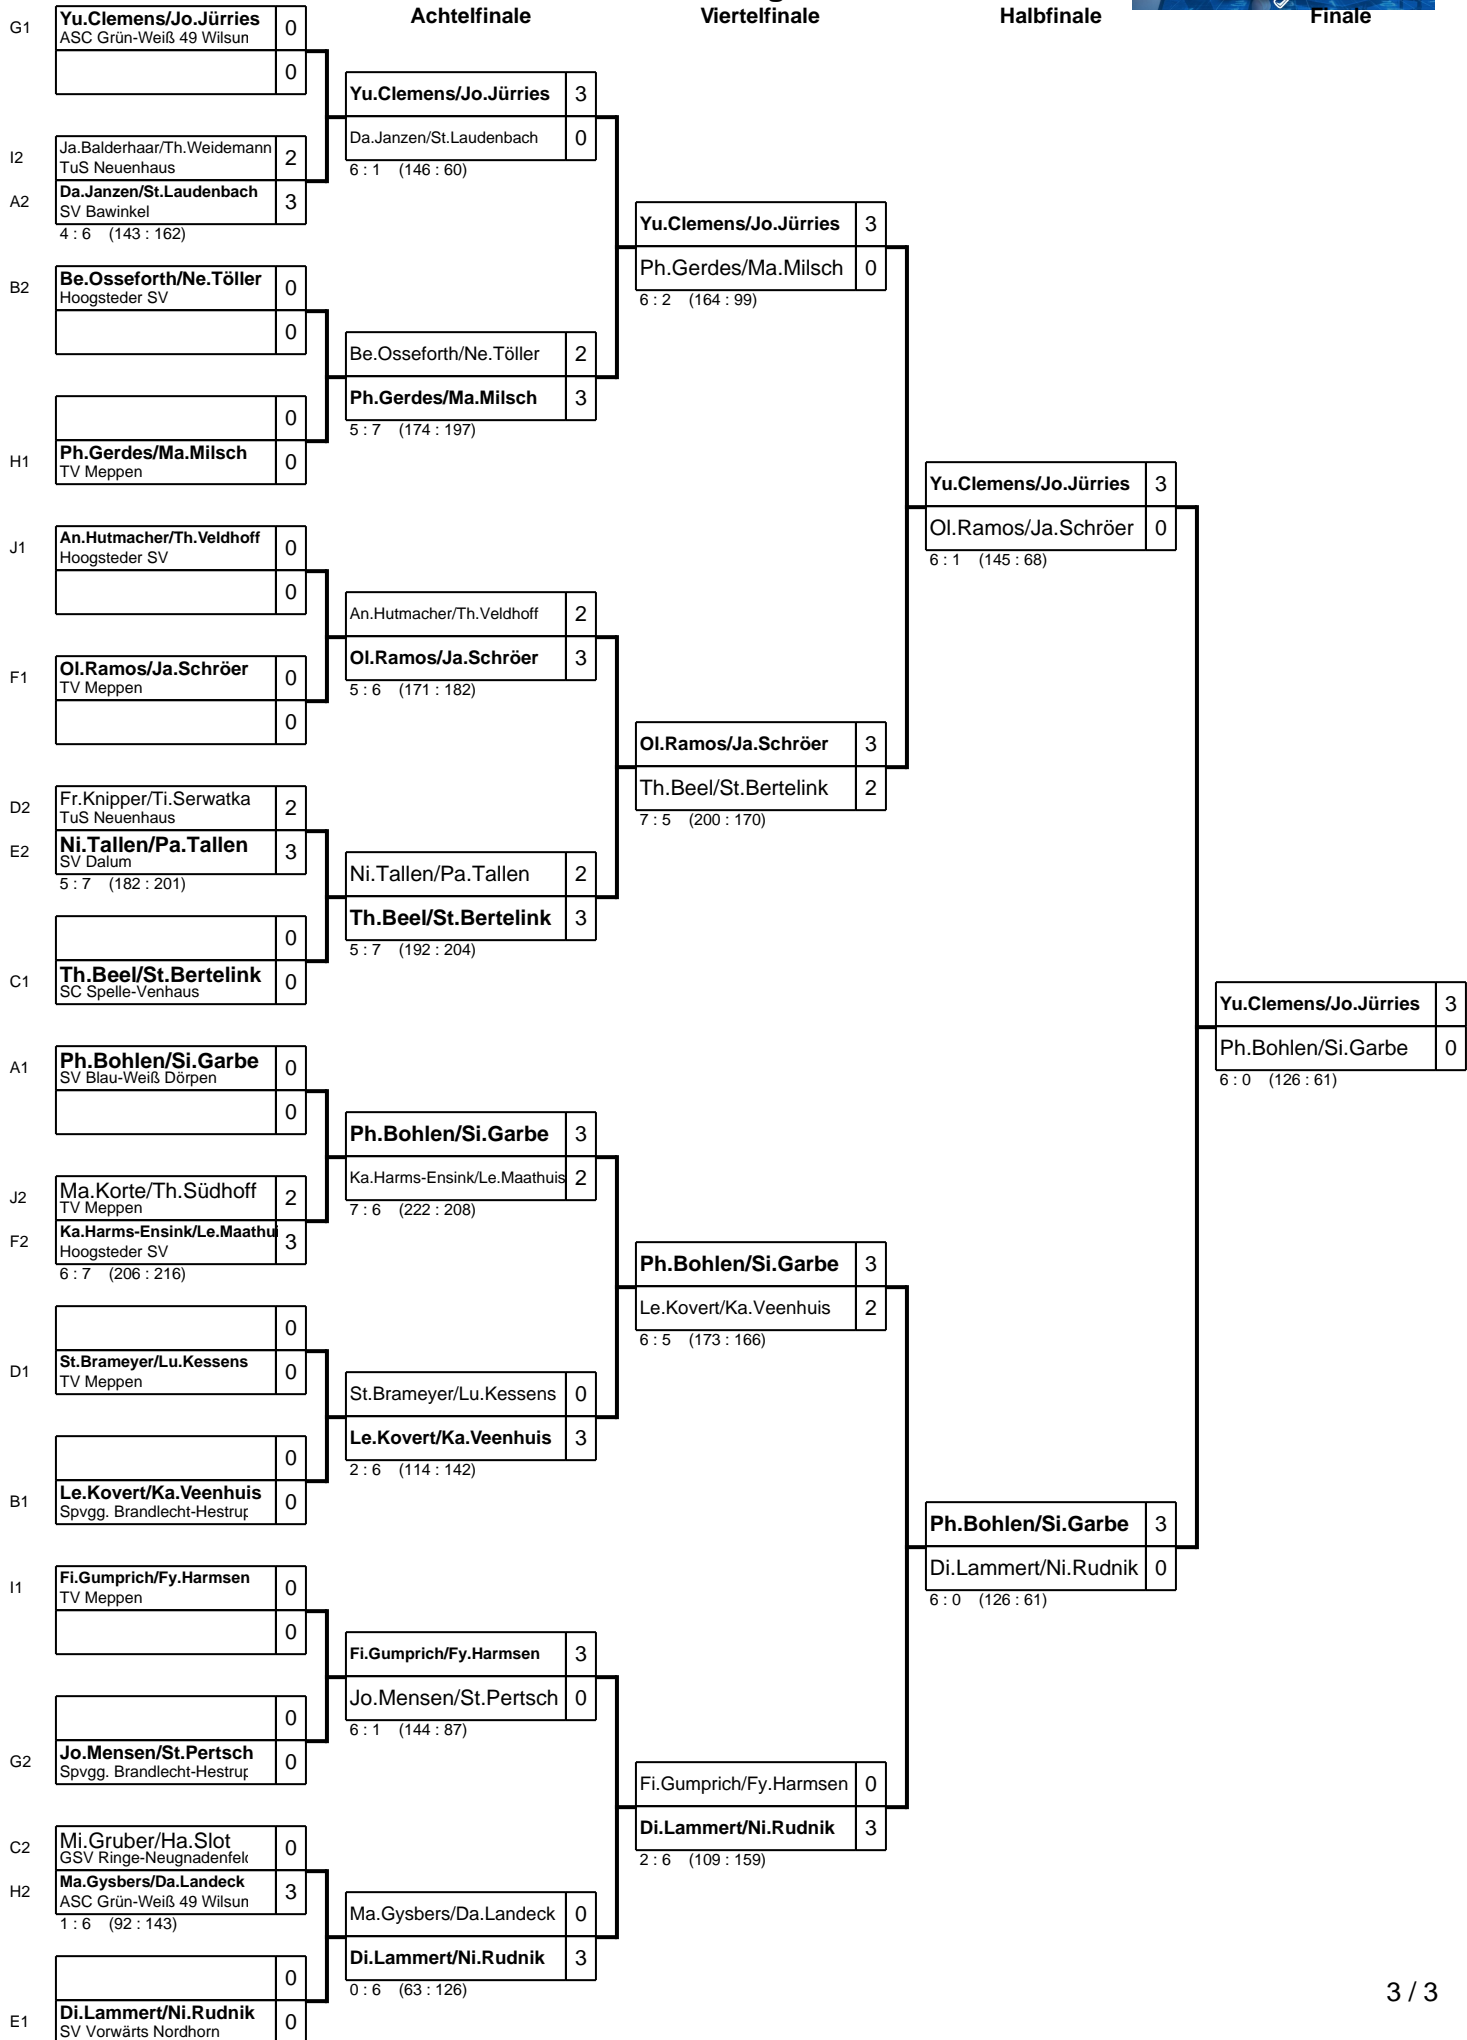 Achtelfinale
Viertelfinale
Halbfinale
Finale
G1
Yu.Clemens/Jo.Jürries 0
ASC Grün-Weiß 49 Wilsun
0
I2
Ja.Balderhaar/Th.Weidemann 2
TuS Neuenhaus
A2
Da.Janzen/St.Laudenbach 3
SV Bawinkel
4 : 6 (143 : 162)
B2
Be.Osseforth/Ne.Töller 0
Hoogsteder SV
0
0
H1
Ph.Gerdes/Ma.Milsch 0
TV Meppen
J1
An.Hutmacher/Th.Veldhoff 0
Hoogsteder SV
0
F1
Ol.Ramos/Ja.Schröer 0
TV Meppen
0
D2
Fr.Knipper/Ti.Serwatka 2
TuS Neuenhaus
E2
Ni.Tallen/Pa.Tallen 3
SV Dalum
5 : 7 (182 : 201)
0
C1
Th.Beel/St.Bertelink 0
SC Spelle-Venhaus
A1
Ph.Bohlen/Si.Garbe 0
SV Blau-Weiß Dörpen
0
J2
Ma.Korte/Th.Südhoff 2
TV Meppen
F2
Ka.Harms-Ensink/Le.Maathui 3
Hoogsteder SV
6 : 7 (206 : 216)
0
D1
St.Brameyer/Lu.Kessens 0
TV Meppen
0
B1
Le.Kovert/Ka.Veenhuis 0
Spvgg. Brandlecht-Hestrup
I1
Fi.Gumprich/Fy.Harmsen 0
TV Meppen
0
0
G2
Jo.Mensen/St.Pertsch 0
Spvgg. Brandlecht-Hestrup
C2
Mi.Gruber/Ha.Slot 0
GSV Ringe-Neugnadenfeld
H2
Ma.Gysbers/Da.Landeck 3
ASC Grün-Weiß 49 Wilsun
1 : 6 (92 : 143)
0
E1
Di.Lammert/Ni.Rudnik 0
SV Vorwärts Nordhorn
Yu.Clemens/Jo.Jürries 3
Da.Janzen/St.Laudenbach 0
6 : 1 (146 : 60)
Be.Osseforth/Ne.Töller 2
Ph.Gerdes/Ma.Milsch 3
5 : 7 (174 : 197)
An.Hutmacher/Th.Veldhoff 2
Ol.Ramos/Ja.Schröer 3
5 : 6 (171 : 182)
Ni.Tallen/Pa.Tallen 2
Th.Beel/St.Bertelink 3
5 : 7 (192 : 204)
Ph.Bohlen/Si.Garbe 3
Ka.Harms-Ensink/Le.Maathuis 2
7 : 6 (222 : 208)
St.Brameyer/Lu.Kessens 0
Le.Kovert/Ka.Veenhuis 3
2 : 6 (114 : 142)
Fi.Gumprich/Fy.Harmsen 3
Jo.Mensen/St.Pertsch 0
6 : 1 (144 : 87)
Ma.Gysbers/Da.Landeck 0
Di.Lammert/Ni.Rudnik 3
0 : 6 (63 : 126)
Yu.Clemens/Jo.Jürries 3
Ph.Gerdes/Ma.Milsch 0
6 : 2 (164 : 99)
Ol.Ramos/Ja.Schröer 3
Th.Beel/St.Bertelink 2
7 : 5 (200 : 170)
Ph.Bohlen/Si.Garbe 3
Le.Kovert/Ka.Veenhuis 2
6 : 5 (173 : 166)
Fi.Gumprich/Fy.Harmsen 0
Di.Lammert/Ni.Rudnik 3
2 : 6 (109 : 159)
Yu.Clemens/Jo.Jürries 3
Ol.Ramos/Ja.Schröer 0
6 : 1 (145 : 68)
Ph.Bohlen/Si.Garbe 3
Di.Lammert/Ni.Rudnik 0
6 : 0 (126 : 61)
Yu.Clemens/Jo.Jürries 3
Ph.Bohlen/Si.Garbe 0
6 : 0 (126 : 61)
3 / 3